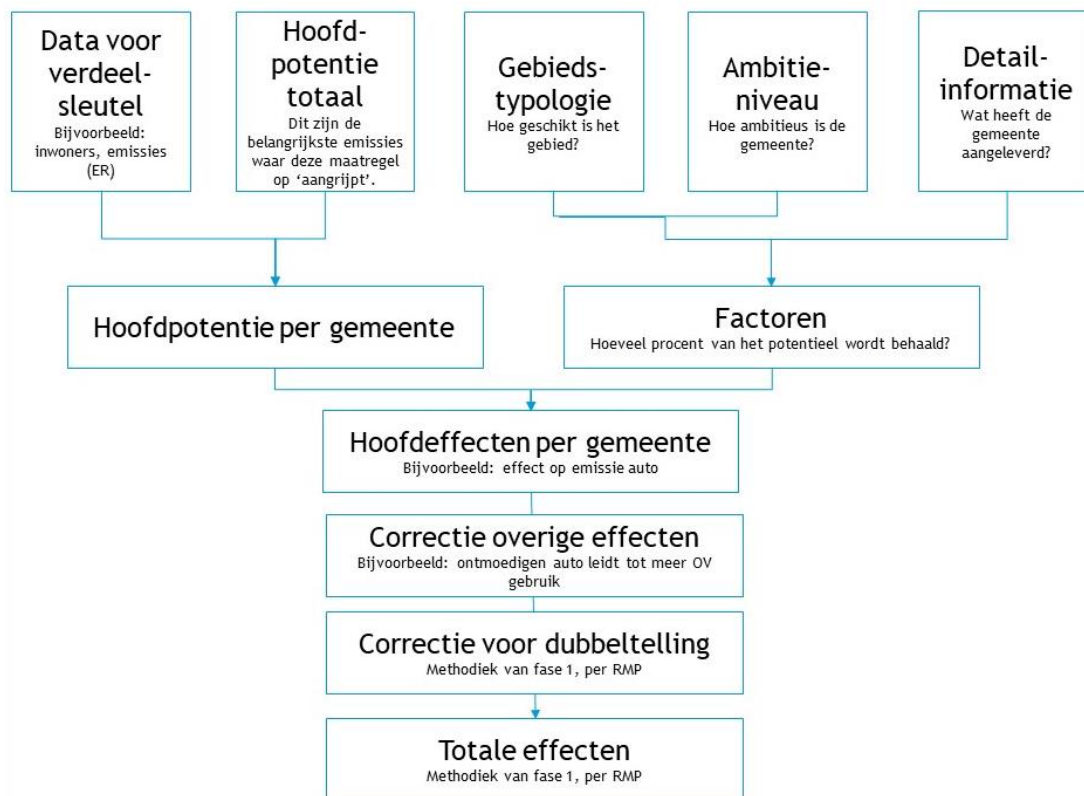 Data voor
verdeel-
sleutel
Bijvoorbeeld:
inwoners, emissies
(ER)
Hoofd-
potentie
totaal
Dit zijn de
belangrijkste emissies
waar deze maatregel
op ‘aangrijpt’.
Gebieds-
typologie
Hoe geschikt is het
gebied?
Ambitie-
niveau
Hoe ambitieus is de
gemeente?
Detail-
informatie
Wat heeft de
gemeente
aangeleverd?
Hoofdpotentie per gemeente
Factoren
Hoeveel procent van het potentieel wordt behaald?
Hoofdeffecten per gemeente
Bijvoorbeeld: effect op emissie auto
Correctie overige effecten
Bijvoorbeeld: ontmoedigen auto leidt tot meer OV
gebruik
Correctie voor dubbeltelling
Methodiek van fase 1, per RMP
Totale effecten
Methodiek van fase 1, per RMP